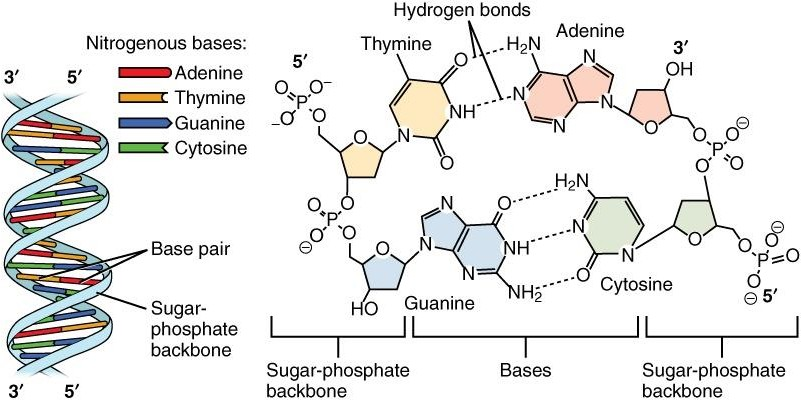 Nitrogenous bases:
3′ 5′
Adenine
Thymine
Guanine
Cytosine
Base pair
Sugar-
phosphate
backbone
3′ 5′
Hydrogen bonds
Thymine
Adenine
5′
3′
O
H₂N
N
OH
O⁻
O
P
⁻O
O
O
N
NH
O
N
N
N
O
O
⊖
O
P
O
O
O
P
O
O
⊖
O
O
N
N
O
NH
N
NH₂
HO
Guanine
H₂N
N
O
N
Cytosine
O
O
⊖
O
P
O
O
⊖
5′
Sugar-phosphate
backbone
Bases
Sugar-phosphate
backbone